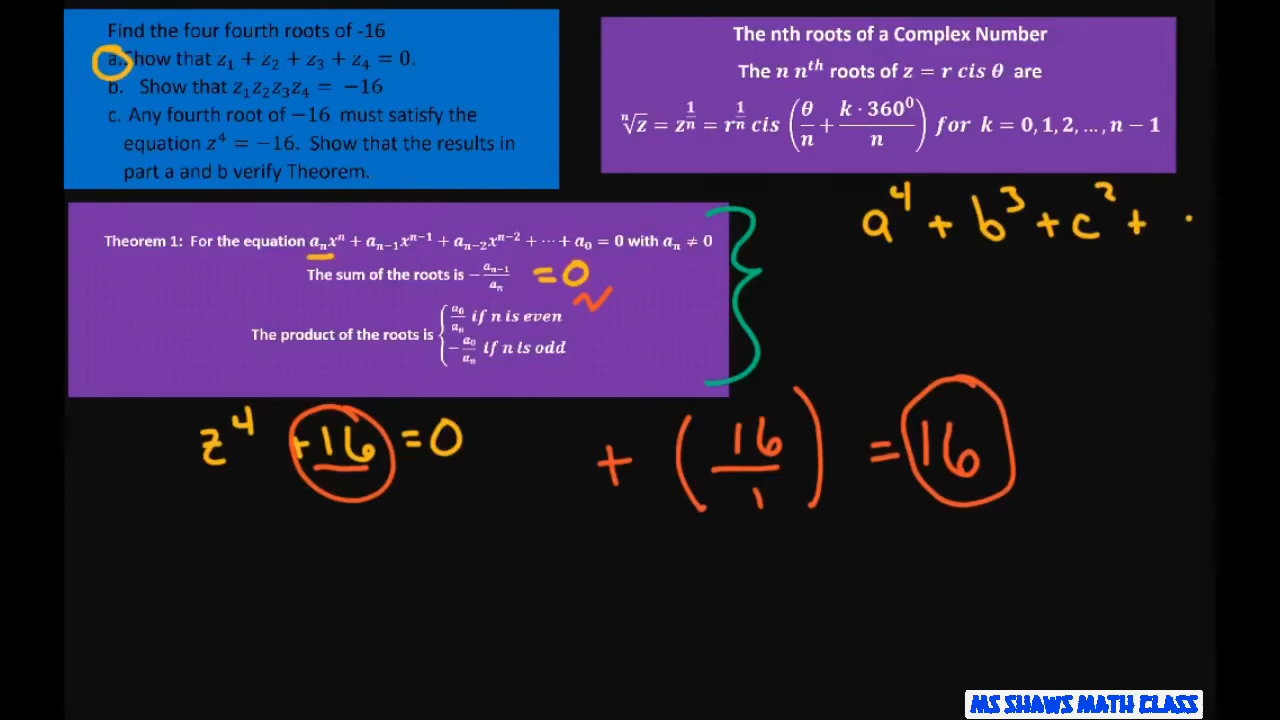 Find the four fourth roots of -16
a. Show that z₁ + z₂ + z₃ + z₄ = 0.
b. Show that z₁z₂z₃z₄ = −16
c. Any fourth root of −16 must satisfy the
equation z⁴ = −16. Show that the results in
part a and b verify Theorem.
The nth roots of a Complex Number
The n nᵗʰ roots of z = r cis θ are
ⁿ√z = z^(1/n) = r^(1/n) cis (θ/n + k · 360⁰/n) for k = 0, 1, 2, ..., n − 1
a⁴ + b³ + c² + ·
Theorem 1: For the equation aₙxⁿ + aₙ₋₁xⁿ⁻¹ + aₙ₋₂xⁿ⁻² + ⋯ + a₀ = 0 with aₙ ≠ 0
The sum of the roots is − aₙ₋₁/aₙ = 0
The product of the roots is { a₀/aₙ if n is even
− a₀/aₙ if n is odd
z⁴ +16 = 0
+ (16/1) = 16
MS SHAWS MATH CLASS